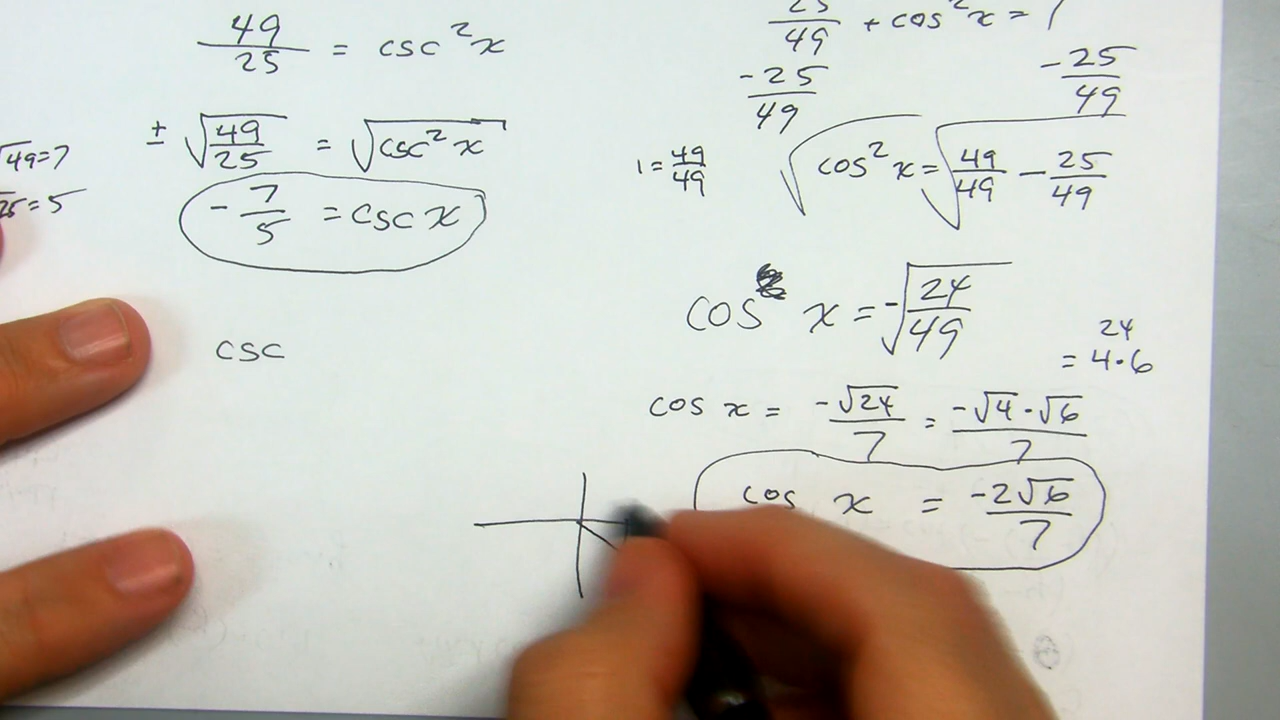 49/25 = csc²x
± √(49/25) = √(csc²x)
√49=7
√25=5
-7/5 = csc x
csc
25/49 + cos²x = 1
-25/49 -25/49
1 = 49/49
√(cos²x) = √(49/49 - 25/49)
cos x = -√(24/49)
24
= 4·6
cos x = -√24/7 = -√4·√6/7
cos x = -2√6/7